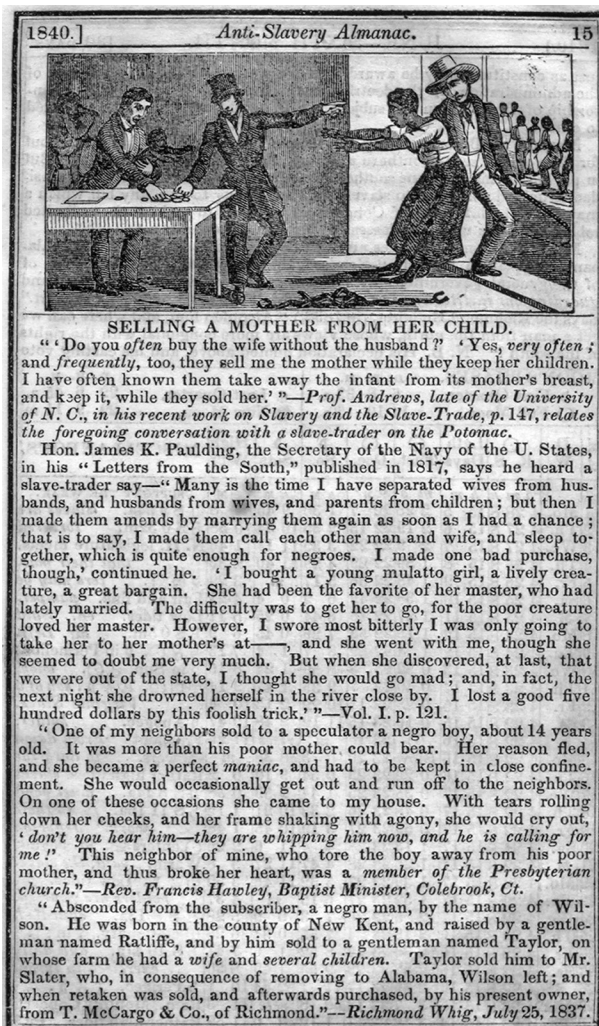 1840.] Anti-Slavery Almanac. 15
SELLING A MOTHER FROM HER CHILD.
" ' Do you often buy the wife without the husband ?' ' Yes, very often ;
and frequently, too, they sell me the mother while they keep her children.
I have often known them take away the infant from its mother's breast,
and keep it, while they sold her.' "—Prof. Andrews, late of the University
of N. C., in his recent work on Slavery and the Slave-Trade, p. 147, relates
the foregoing conversation with a slave-trader on the Potomac.
Hon. James K. Paulding, the Secretary of the Navy of the U. States,
in his " Letters from the South," published in 1817, says he heard a
slave-trader say—" Many is the time I have separated wives from hus-
bands, and husbands from wives, and parents from children ; but then I
made them amends by marrying them again as soon as I had a chance ;
that is to say, I made them call each other man and wife, and sleep to-
gether, which is quite enough for negroes. I made one bad purchase,
though,' continued he. ' I bought a young mulatto girl, a lively crea-
ture, a great bargain. She had been the favorite of her master, who had
lately married. The difficulty was to get her to go, for the poor creature
loved her master. However, I swore most bitterly I was only going to
take her to her mother's at——, and she went with me, though she
seemed to doubt me very much. But when she discovered, at last, that
we were out of the state, I thought she would go mad ; and, in fact, the
next night she drowned herself in the river close by. I lost a good five
hundred dollars by this foolish trick.' "—Vol. I. p. 121.
" One of my neighbors sold to a speculator a negro boy, about 14 years
old. It was more than his poor mother could bear. Her reason fled,
and she became a perfect maniac, and had to be kept in close confine-
ment. She would occasionally get out and run off to the neighbors.
On one of these occasions she came to my house. With tears rolling
down her cheeks, and her frame shaking with agony, she would cry out,
' don't you hear him—they are whipping him now, and he is calling for
me !' This neighbor of mine, who tore the boy away from his poor
mother, and thus broke her heart, was a member of the Presbyterian
church."—Rev. Francis Hawley, Baptist Minister, Colebrook, Ct.
" Absconded from the subscriber, a negro man, by the name of Wil-
son. He was born in the county of New Kent, and raised by a gentle-
man named Ratliffe, and by him sold to a gentleman named Taylor, on
whose farm he had a wife and several children. Taylor sold him to Mr.
Slater, who, in consequence of removing to Alabama, Wilson left ; and
when retaken was sold, and afterwards purchased, by his present owner,
from T. McCargo & Co., of Richmond."--Richmond Whig, July 25, 1837.